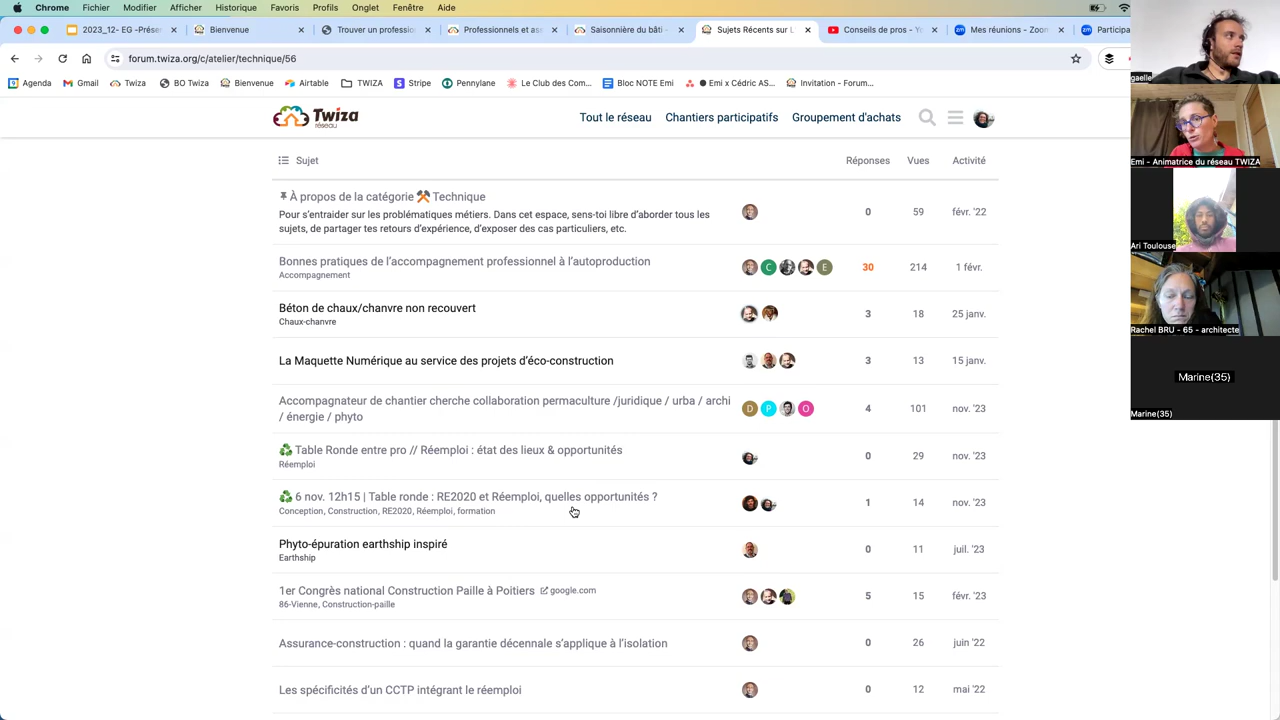 Chrome Fichier Modifier Afficher Historique Favoris Profils Onglet Fenêtre Aide
2023_12- EG -Prése Bienvenue Trouver un profession Professionnels et ass Saisonnière du bâti - Sujets Récents sur L Conseils de pros - Yo Mes réunions - Zoom Participa
forum.twiza.org/c/atelier/technique/56
Agenda Gmail Twiza BO Twiza Bienvenue Airtable TWIZA Stripe Pennylane Le Club des Com... Bloc NOTE Emi Emi x Cédric AS... Invitation - Forum...
Twiza
réseau
Tout le réseau Chantiers participatifs Groupement d'achats
Sujet Réponses Vues Activité
À propos de la catégorie ⚒️ Technique
Pour s'entraider sur les problématiques métiers. Dans cet espace, sens-toi libre d'aborder tous les
sujets, de partager tes retours d'expérience, d'exposer des cas particuliers, etc.
0 59 févr. '22
Bonnes pratiques de l'accompagnement professionnel à l'autoproduction
Accompagnement
C E 30 214 1 févr.
Béton de chaux/chanvre non recouvert
Chaux-chanvre
3 18 25 janv.
La Maquette Numérique au service des projets d'éco-construction
3 13 15 janv.
Accompagnateur de chantier cherche collaboration permaculture /juridique / urba / archi
/ énergie / phyto
D P O 4 101 nov. '23
♻️ Table Ronde entre pro // Réemploi : état des lieux & opportunités
Réemploi
0 29 nov. '23
♻️ 6 nov. 12h15 | Table ronde : RE2020 et Réemploi, quelles opportunités ?
Conception, Construction, RE2020, Réemploi, formation
1 14 nov. '23
Phyto-épuration earthship inspiré
Earthship
0 11 juil. '23
1er Congrès national Construction Paille à Poitiers google.com
86-Vienne, Construction-paille
5 15 févr. '23
Assurance-construction : quand la garantie décennale s'applique à l'isolation
0 26 juin '22
Les spécificités d'un CCTP intégrant le réemploi
0 12 mai '22
gaelle
Emi - Animatrice du réseau TWIZA
Ari Toulouse
Rachel BRU - 65 - architecte
Marine(35)
Marine(35)